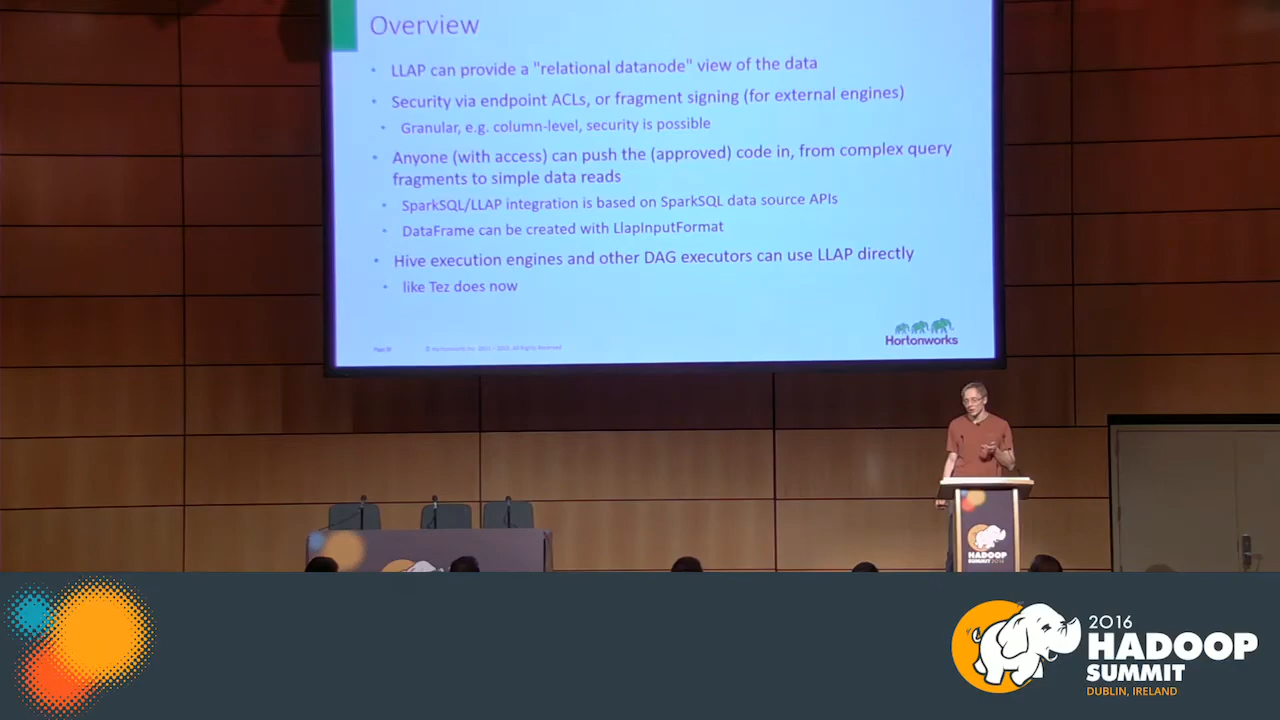 Overview
• LLAP can provide a "relational datanode" view of the data
• Security via endpoint ACLs, or fragment signing (for external engines)
• Granular, e.g. column-level, security is possible
• Anyone (with access) can push the (approved) code in, from complex query
fragments to simple data reads
• SparkSQL/LLAP integration is based on SparkSQL data source APIs
• DataFrame can be created with LlapInputFormat
• Hive execution engines and other DAG executors can use LLAP directly
• like Tez does now
Hortonworks
HADOOP
SUMMIT 2016
2016
HADOOP
SUMMIT
DUBLIN, IRELAND